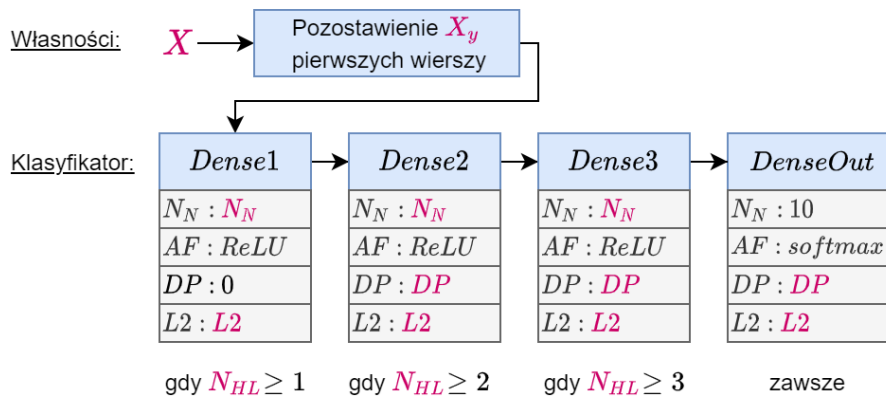 Własności: X Pozostawienie X_y
pierwszych wierszy
Klasyfikator: Dense1 Dense2 Dense3 DenseOut
N_N : N_N N_N : N_N N_N : N_N N_N : 10
AF : ReLU AF : ReLU AF : ReLU AF : softmax
DP : 0 DP : DP DP : DP DP : DP
L2 : L2 L2 : L2 L2 : L2 L2 : L2
gdy N_HL ≥ 1 gdy N_HL ≥ 2 gdy N_HL ≥ 3 zawsze